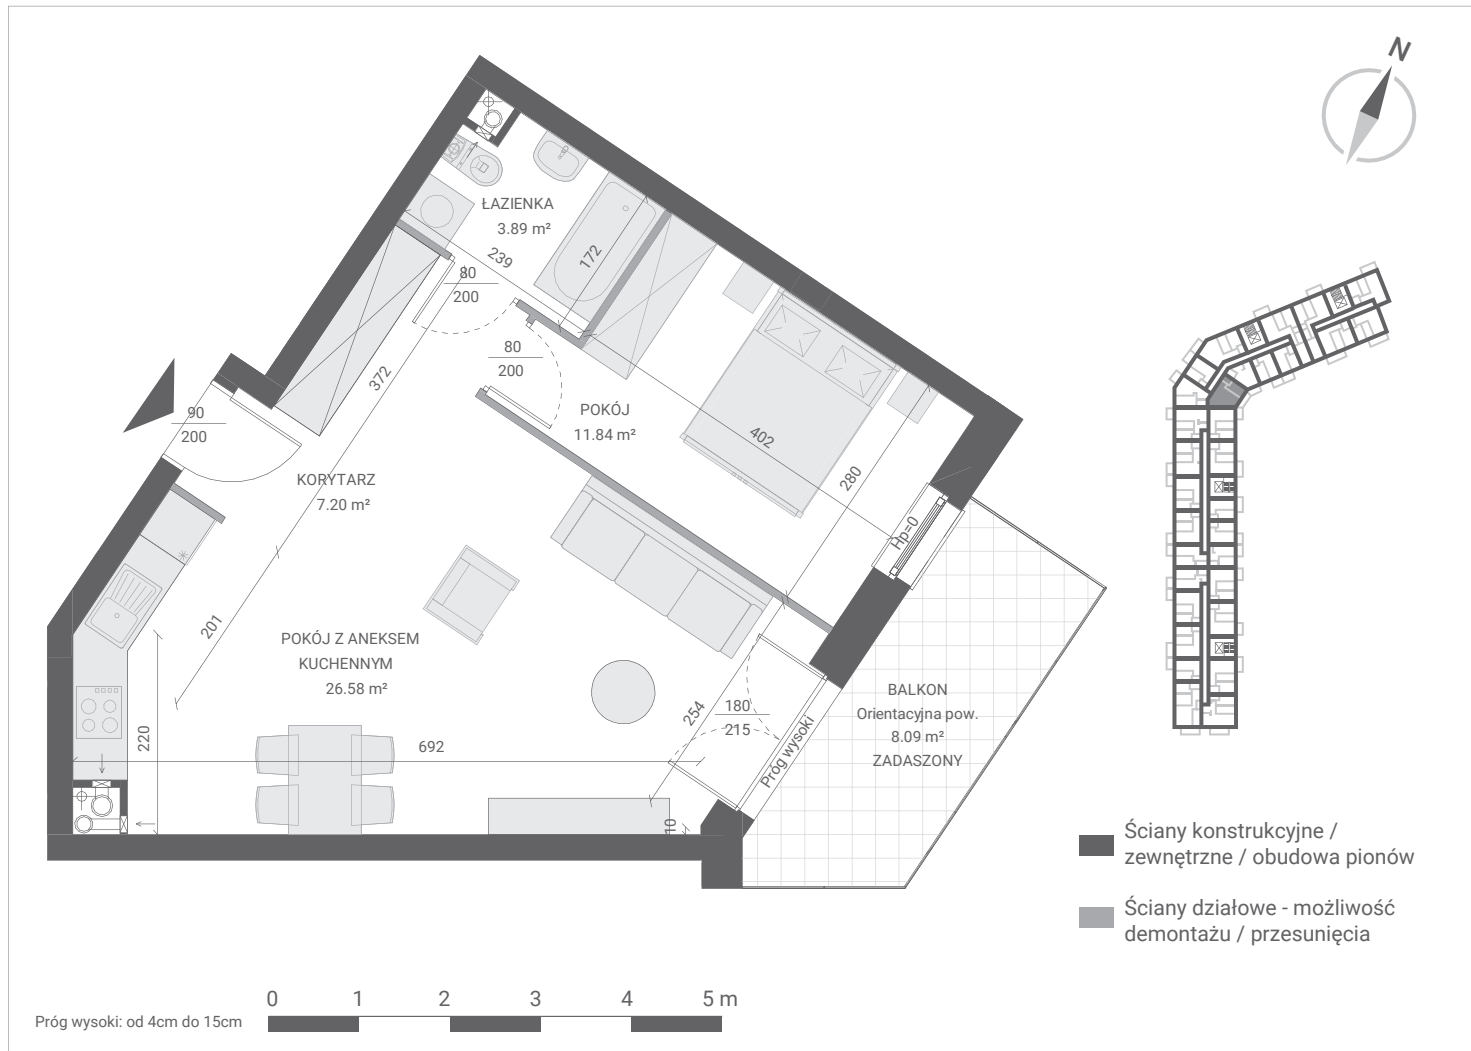 N
ŁAZIENKA
3.89 m²
239
172
80
200
80
200
372
90
200
POKÓJ
11.84 m²
402
280
KORYTARZ
7.20 m²
Hp=0
201
POKÓJ Z ANEKSEM
KUCHENNYM
26.58 m²
254
180
215
Próg wysoki
BALKON
Orientacyjna pow.
8.09 m²
ZADASZONY
220
692
10
Ściany konstrukcyjne /
zewnętrzne / obudowa pionów
Ściany działowe - możliwość
demontażu / przesunięcia
0 1 2 3 4 5 m
Próg wysoki: od 4cm do 15cm